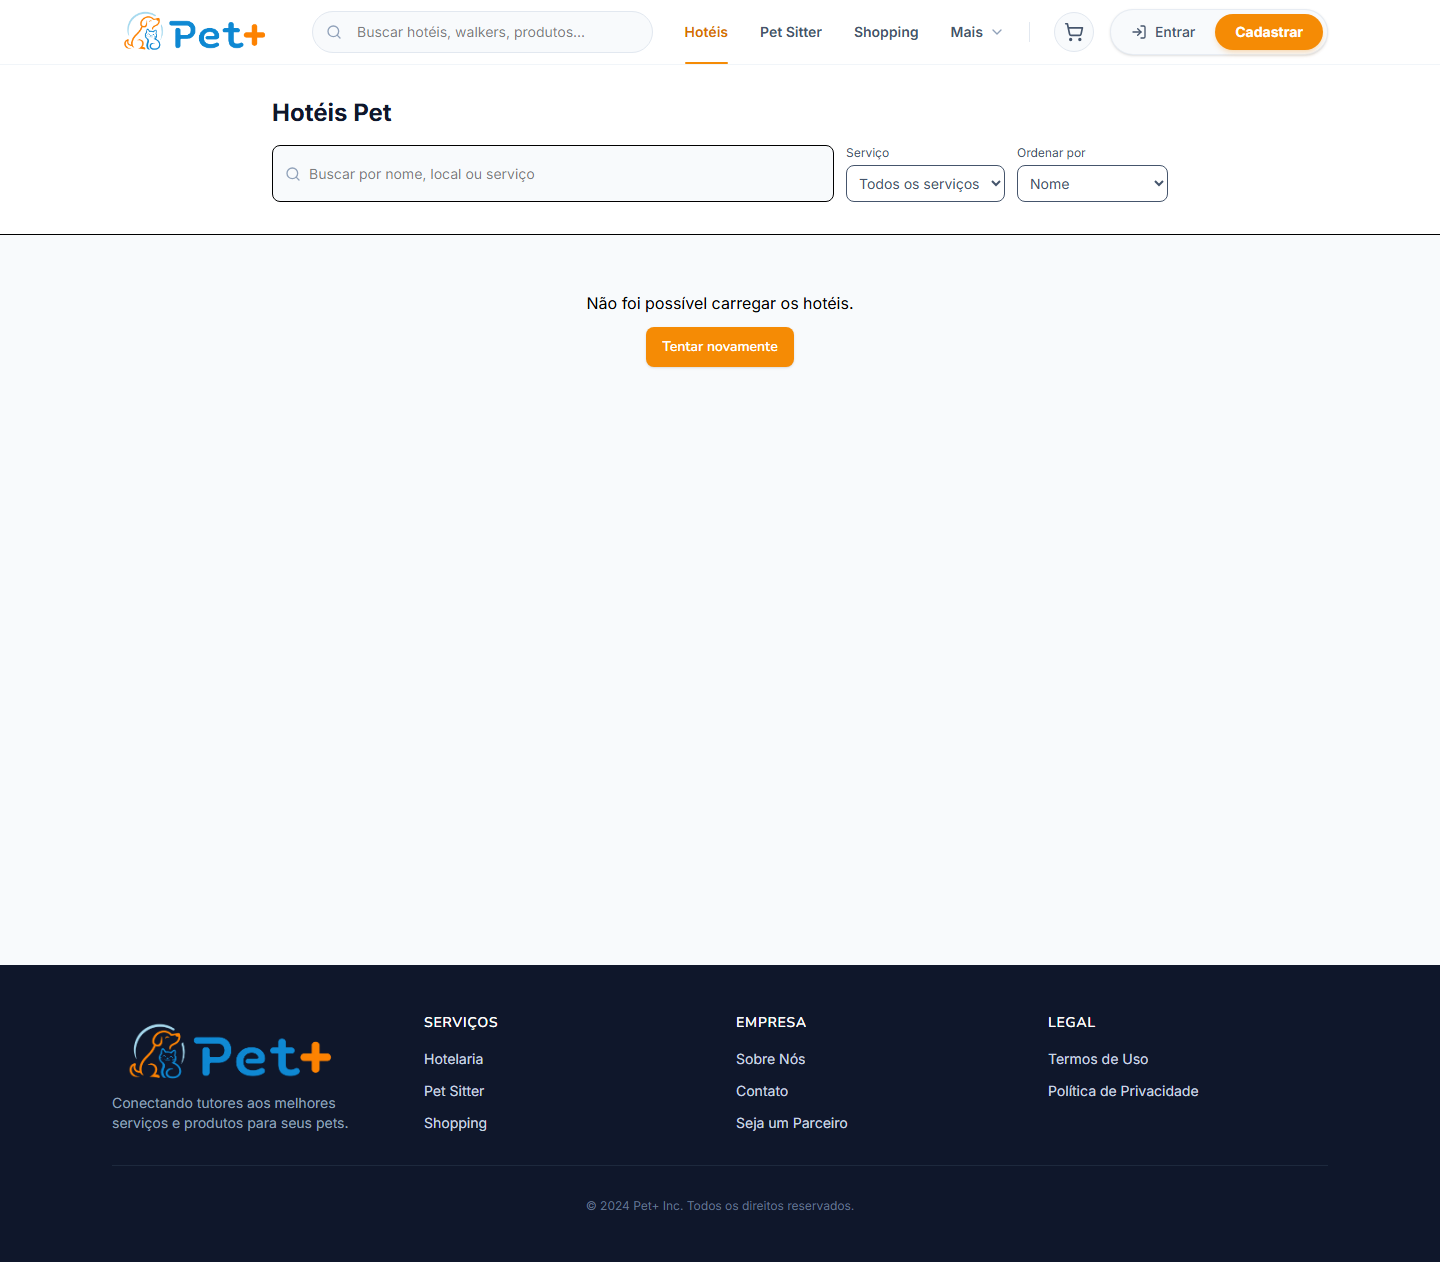 Pet+
Buscar hotéis, walkers, produtos...
Hotéis
Pet Sitter
Shopping
Mais
Entrar
Cadastrar
Hotéis Pet
Buscar por nome, local ou serviço
Serviço
Todos os serviços
Ordenar por
Nome
Não foi possível carregar os hotéis.
Tentar novamente
Pet+
Conectando tutores aos melhores
serviços e produtos para seus pets.
SERVIÇOS
Hotelaria
Pet Sitter
Shopping
EMPRESA
Sobre Nós
Contato
Seja um Parceiro
LEGAL
Termos de Uso
Política de Privacidade
© 2024 Pet+ Inc. Todos os direitos reservados.